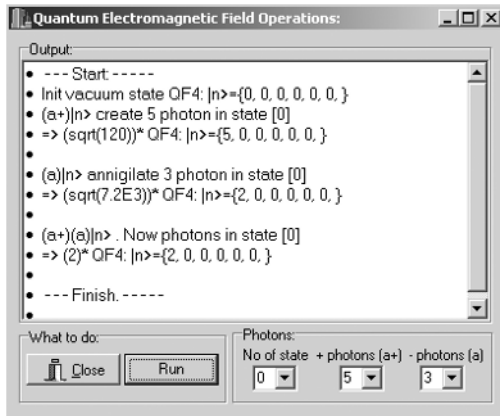 Quantum Electromagnetic Field Operations:
Output:
• --- Start: -----
• Init vacuum state QF4: |n>={0, 0, 0, 0, 0, 0, }
• (a+)|n> create 5 photon in state [0]
• => (sqrt(120))* QF4: |n>={5, 0, 0, 0, 0, 0, }
•
• (a)|n> annigilate 3 photon in state [0]
• => (sqrt(7.2E3))* QF4: |n>={2, 0, 0, 0, 0, 0, }
•
• (a+)(a)|n> . Now photons in state [0]
• => (2)* QF4: |n>={2, 0, 0, 0, 0, 0, }
•
• --- Finish. -----
•
What to do:
Close
Run
Photons:
No of state + photons (a+) - photons (a)
0 5 3